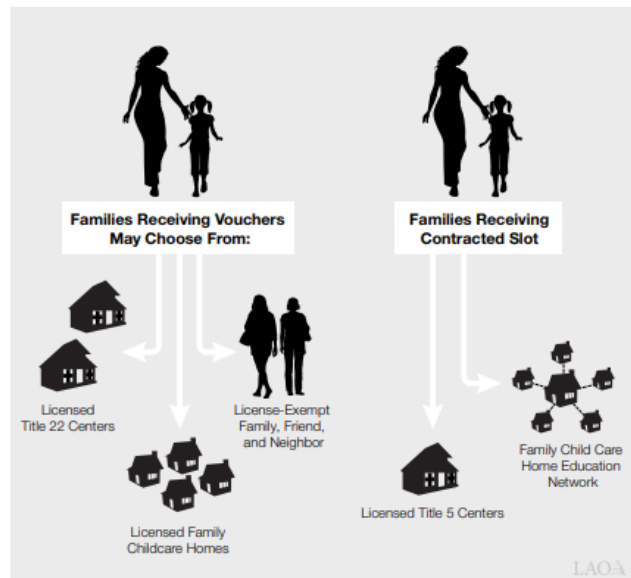 Families Receiving Vouchers
May Choose From:
Families Receiving
Contracted Slot
Licensed
Title 22 Centers
License-Exempt
Family, Friend,
and Neighbor
Licensed Family
Childcare Homes
Licensed Title 5 Centers
Family Child Care
Home Education
Network
LAO